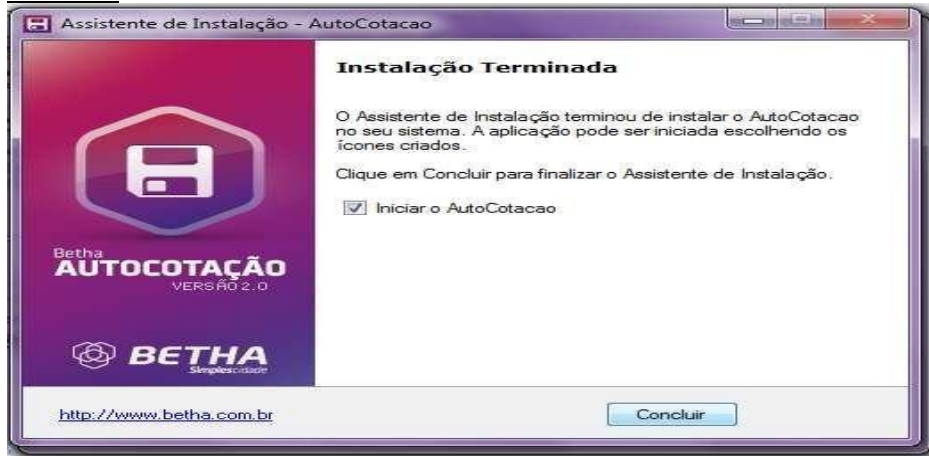 Assistente de Instalação - AutoCotacao
Instalação Terminada
O Assistente de Instalação terminou de instalar o AutoCotacao
no seu sistema. A aplicação pode ser iniciada escolhendo os
ícones criados.
Clique em Concluir para finalizar o Assistente de Instalação.
Iniciar o AutoCotacao
Betha
AUTOCOTAÇÃO
VERSÃO 2.0
BETHA
Simplescidade
http://www.betha.com.br
Concluir